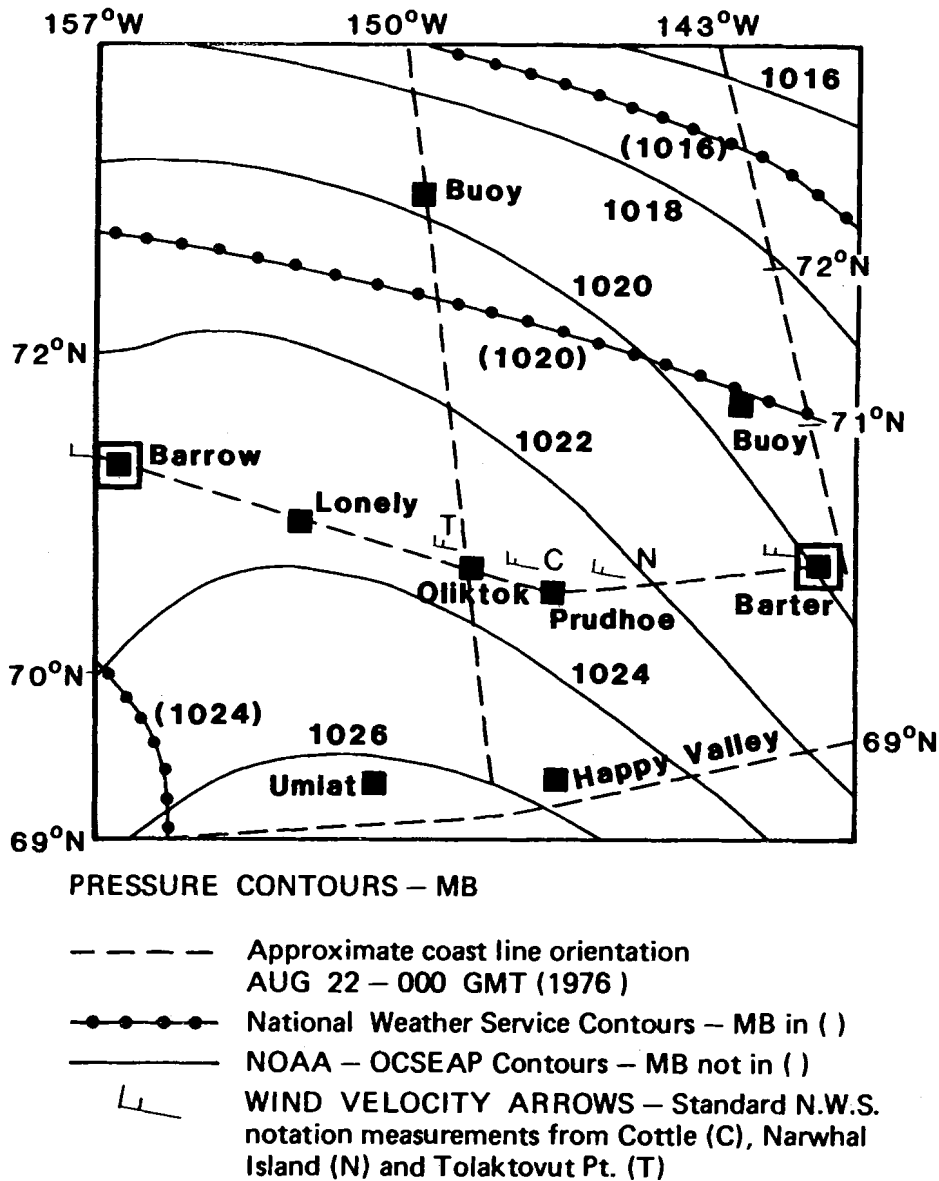 157°W 150°W 143°W
1016
(1016)
Buoy
1018
72°N
1020
72°N
(1020)
71°N
Buoy
1022
Barrow
Lonely
T
C
N
Oliktok
Prudhoe
Barter
70°N
1024
(1024)
1026
Happy Valley
69°N
Umiat
69°N
PRESSURE CONTOURS – MB
Approximate coast line orientation
AUG 22 – 000 GMT (1976)
National Weather Service Contours – MB in ( )
NOAA – OCSEAP Contours – MB not in ( )
WIND VELOCITY ARROWS – Standard N.W.S.
notation measurements from Cottle (C), Narwhal
Island (N) and Tolaktovut Pt. (T)